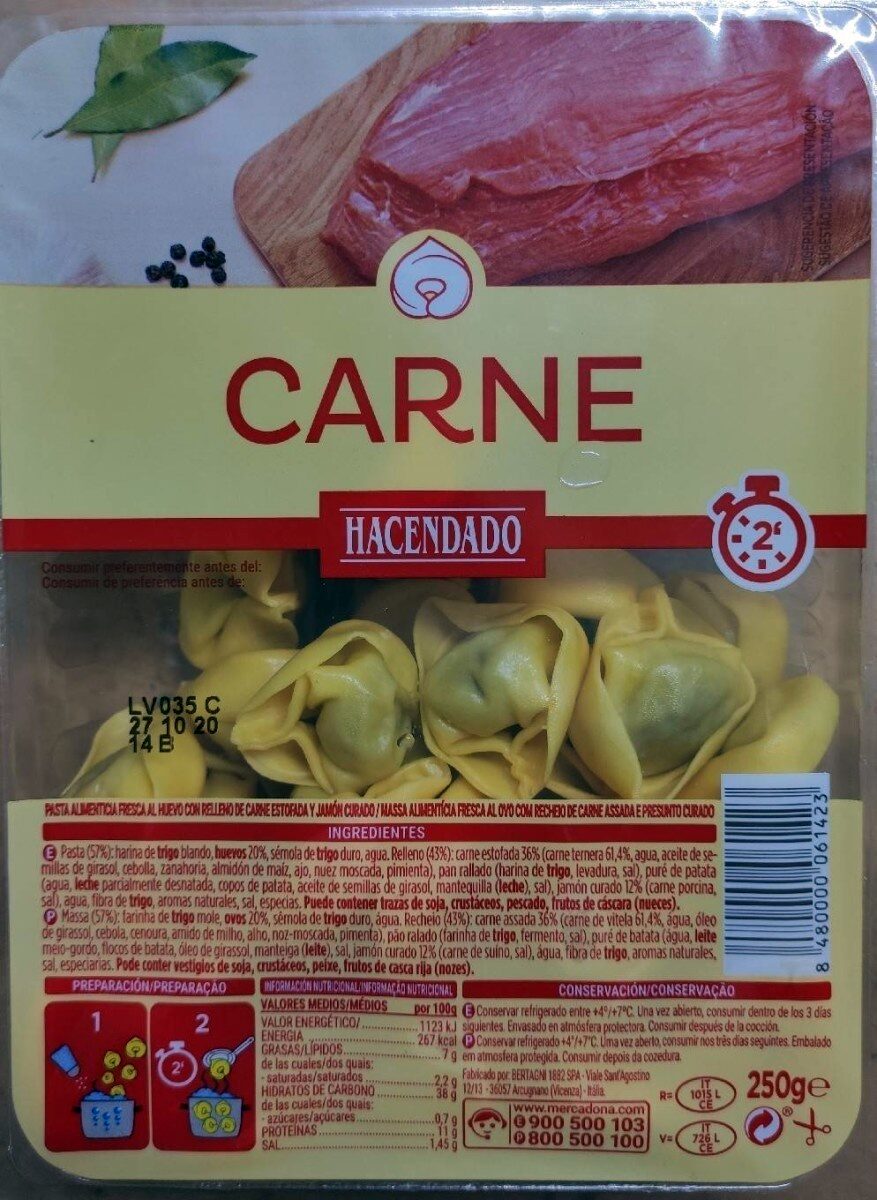 SUGERENCIA DE PRESENTACIÓN
SUGESTÃO DE APRESENTAÇÃO
CARNE
HACENDADO
2'
Consumir preferentemente antes del:
Consumir de preferencia antes de:
LV035 C
27 10 20
14 B
PASTA ALIMENTICIA FRESCA AL HUEVO CON RELLENO DE CARNE ESTOFADA Y JAMÓN CURADO / MASSA ALIMENTÍCIA FRESCA AL OVO COM RECHEIO DE CARNE ASSADA E PRESUNTO CURADO
INGREDIENTES
E Pasta (57%): harina de trigo blando, huevos 20%, sémola de trigo duro, agua. Relleno (43%): carne estofada 36% (carne ternera 61,4%, agua, aceite de se-
millas de girasol, cebolla, zanahoria, almidón de maíz, ajo, nuez moscada, pimienta), pan rallado (harina de trigo, levadura, sal), puré de patata
(agua, leche parcialmente desnatada, copos de patata, aceite de semillas de girasol, mantequilla (leche), sal), jamón curado 12% (carne porcina,
sal), agua, fibra de trigo, aromas naturales, sal, especias. Puede contener trazas de soja, crustáceos, pescado, frutos de cáscara (nueces).
P Massa (57%): farinha de trigo mole, ovos 20%, sémola de trigo duro, água. Recheio (43%): carne assada 36% (carne de vitela 61,4%, água, óleo
de girassol, cebola, cenoura, amido de milho, alho, noz-moscada, pimenta), pão ralado (farinha de trigo, fermento, sal), puré de batata (água, leite
meio-gordo, flocos de batata, óleo de girassol, manteiga (leite), sal, jamón curado 12% (carne de suíno, sal), água, fibra de trigo, aromas naturales,
sal, especiarias. Pode conter vestígios de soja, crustáceos, peixe, frutos de casca rija (nozes).
8 480000 061423
PREPARACIÓN/PREPARAÇÃO
1
2
2'
INFORMACIÓN NUTRICIONAL/INFORMAÇÃO NUTRICIONAL
VALORES MEDIOS/MÉDIOS por 100g
VALOR ENERGÉTICO/ 1123 kJ
ENERGIA 267 kcal
GRASAS/LÍPIDOS 7 g
de las cuales/dos quais:
- saturadas/saturados 2,2 g
HIDRATOS DE CARBONO 38 g
de los cuales/dos quais:
- azúcares/açúcares 0,7 g
PROTEÍNAS 11 g
SAL 1,45 g
CONSERVACIÓN/CONSERVAÇÃO
E Conservar refrigerado entre +4°/+7°C. Una vez abierto, consumir dentro de los 3 días
siguientes. Envasado en atmósfera protectora. Consumir después de la cocción.
P Conservar refrigerado +4°/+7°C. Uma vez aberto, consumir nos três días seguintes. Embalado
em atmosfera protegida. Consumir depois da cozedura.
Fabricado por: BERTAGNI 1882 SPA - Viale Sant'Agostino
12/13 - 36057 Arcugnano (Vicenza) - Itália.
www.mercadona.com
E 900 500 103
P 800 500 100
R= IT 1015 L CE
V= IT 726 L CE
250g e